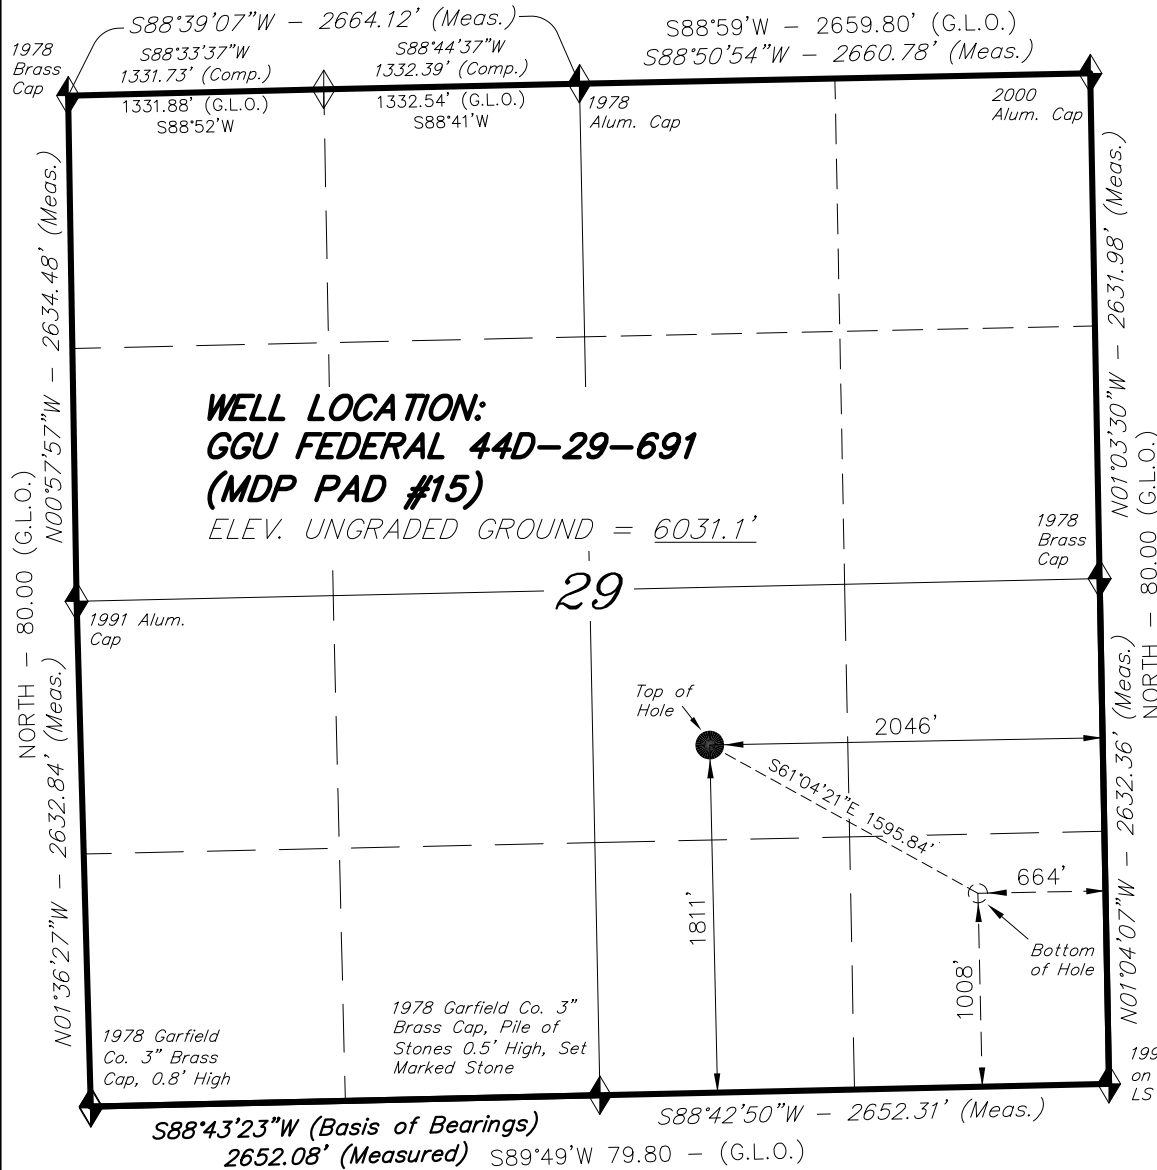 S88°39'07"W - 2664.12' (Meas.)
S88°59'W - 2659.80' (G.L.O.)
S88°50'54"W - 2660.78' (Meas.)
1978
Brass
Cap
S88°33'37"W
1331.73' (Comp.)
S88°44'37"W
1332.39' (Comp.)
1331.88' (G.L.O.)
S88°52'W
1332.54' (G.L.O.)
S88°41'W
1978
Alum. Cap
2000
Alum. Cap
N00°57'57"W - 2634.48' (Meas.)
N01°03'30"W - 2631.98' (Meas.)
WELL LOCATION:
GGU FEDERAL 44D-29-691
(MDP PAD #15)
ELEV. UNGRADED GROUND = 6031.1'
NORTH - 80.00 (G.L.O.)
NORTH - 80.00 (G.L.O.)
1978
Brass
Cap
29
1991 Alum.
Cap
N01°36'27"W - 2632.84' (Meas.)
N01°04'07"W - 2632.36' (Meas.)
Top of
Hole
2046'
S61°04'21"E 1595.84'
664'
1811'
1008'
Bottom
of Hole
1978 Garfield
Co. 3" Brass
Cap, 0.8' High
1978 Garfield Co. 3"
Brass Cap, Pile of
Stones 0.5' High, Set
Marked Stone
199
on
LS
S88°43'23"W (Basis of Bearings)
2652.08' (Measured)
S88°42'50"W - 2652.31' (Meas.)
S89°49'W 79.80 - (G.L.O.)